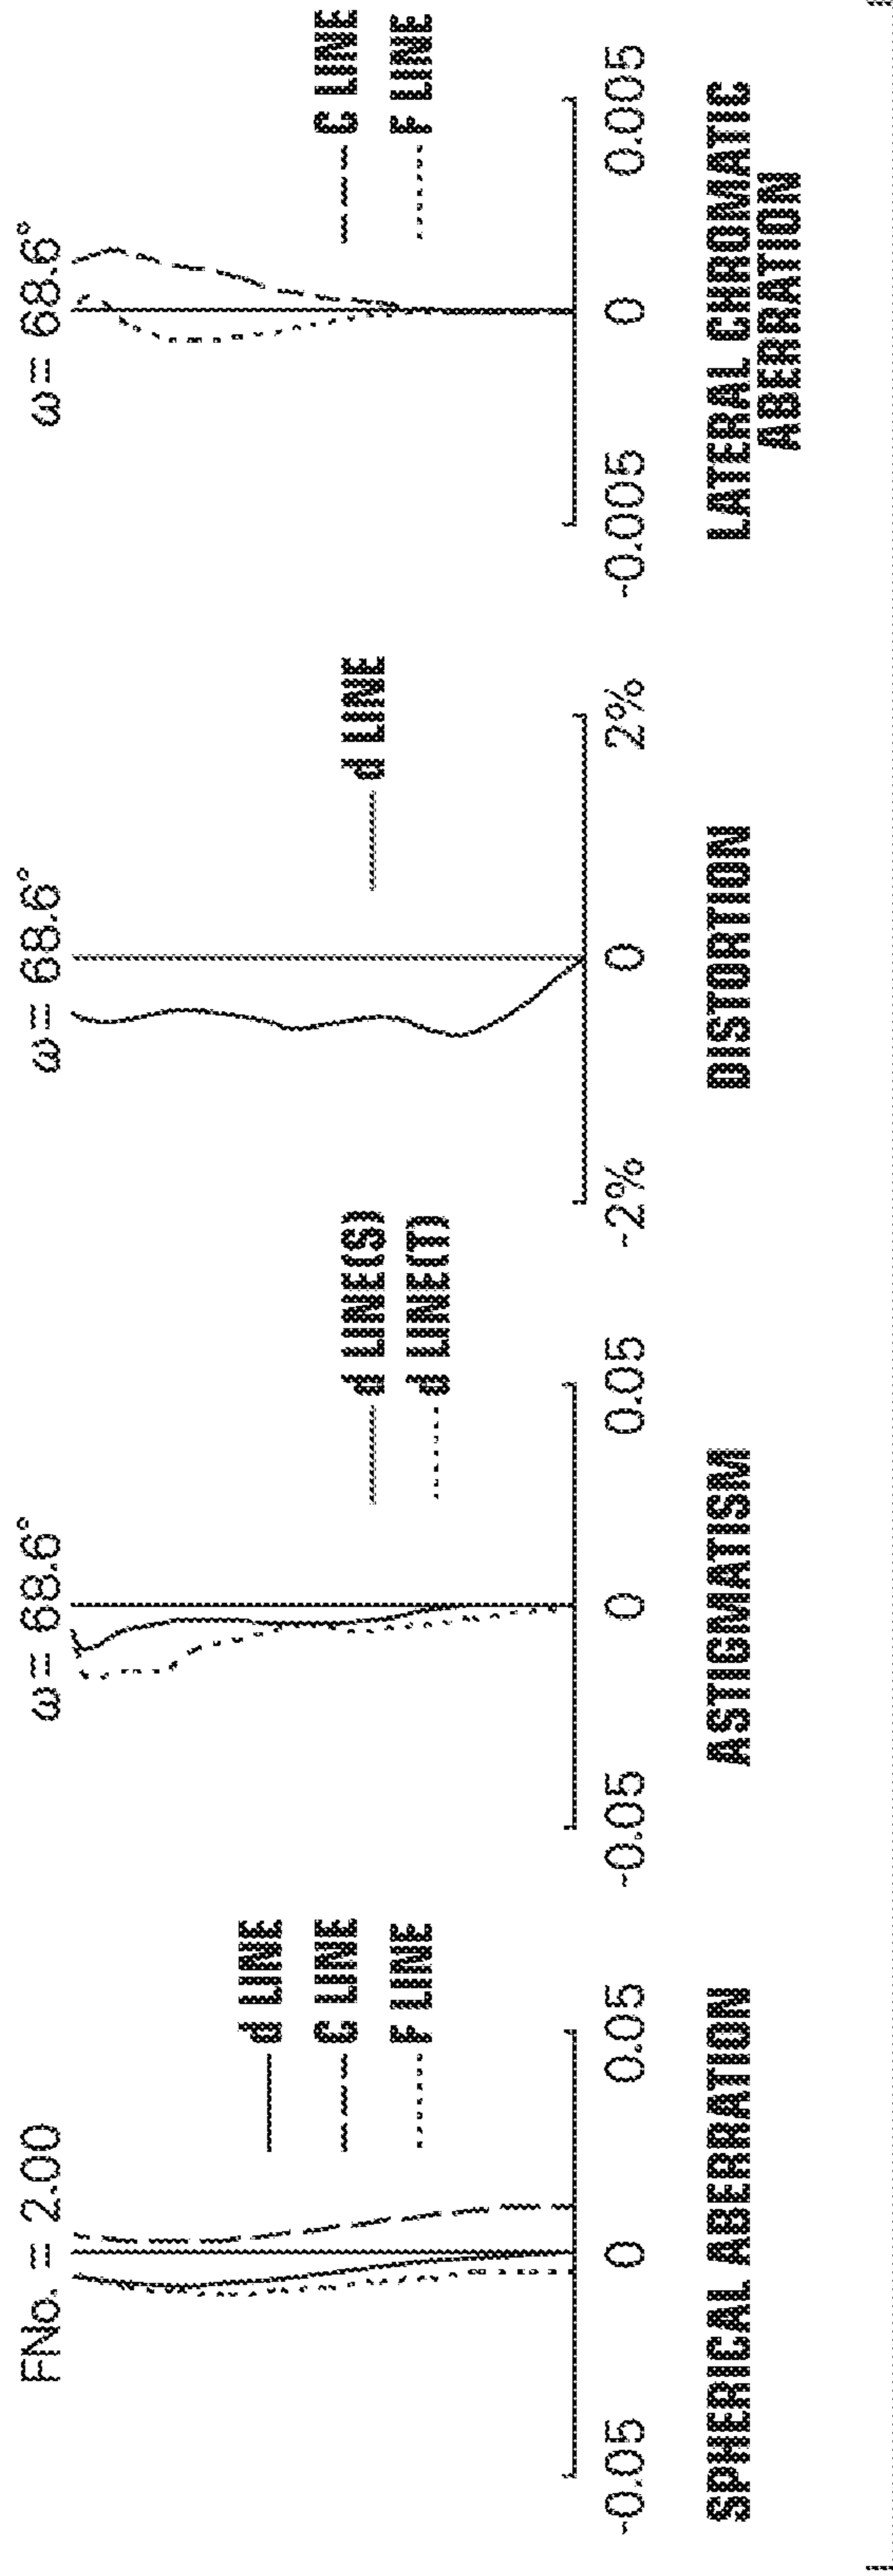 FNo. = 2.00
d LINE
C LINE
F LINE
-0.05
0
0.05
SPHERICAL ABERRATION
ω= 68.6°
d LINE(S)
d LINE(T)
-0.05
0
0.05
ASTIGMATISM
ω= 68.6°
d LINE
-2%
0
2%
DISTORTION
ω= 68.6°
C LINE
F LINE
-0.005
0
0.005
LATERAL CHROMATIC
ABERRATION